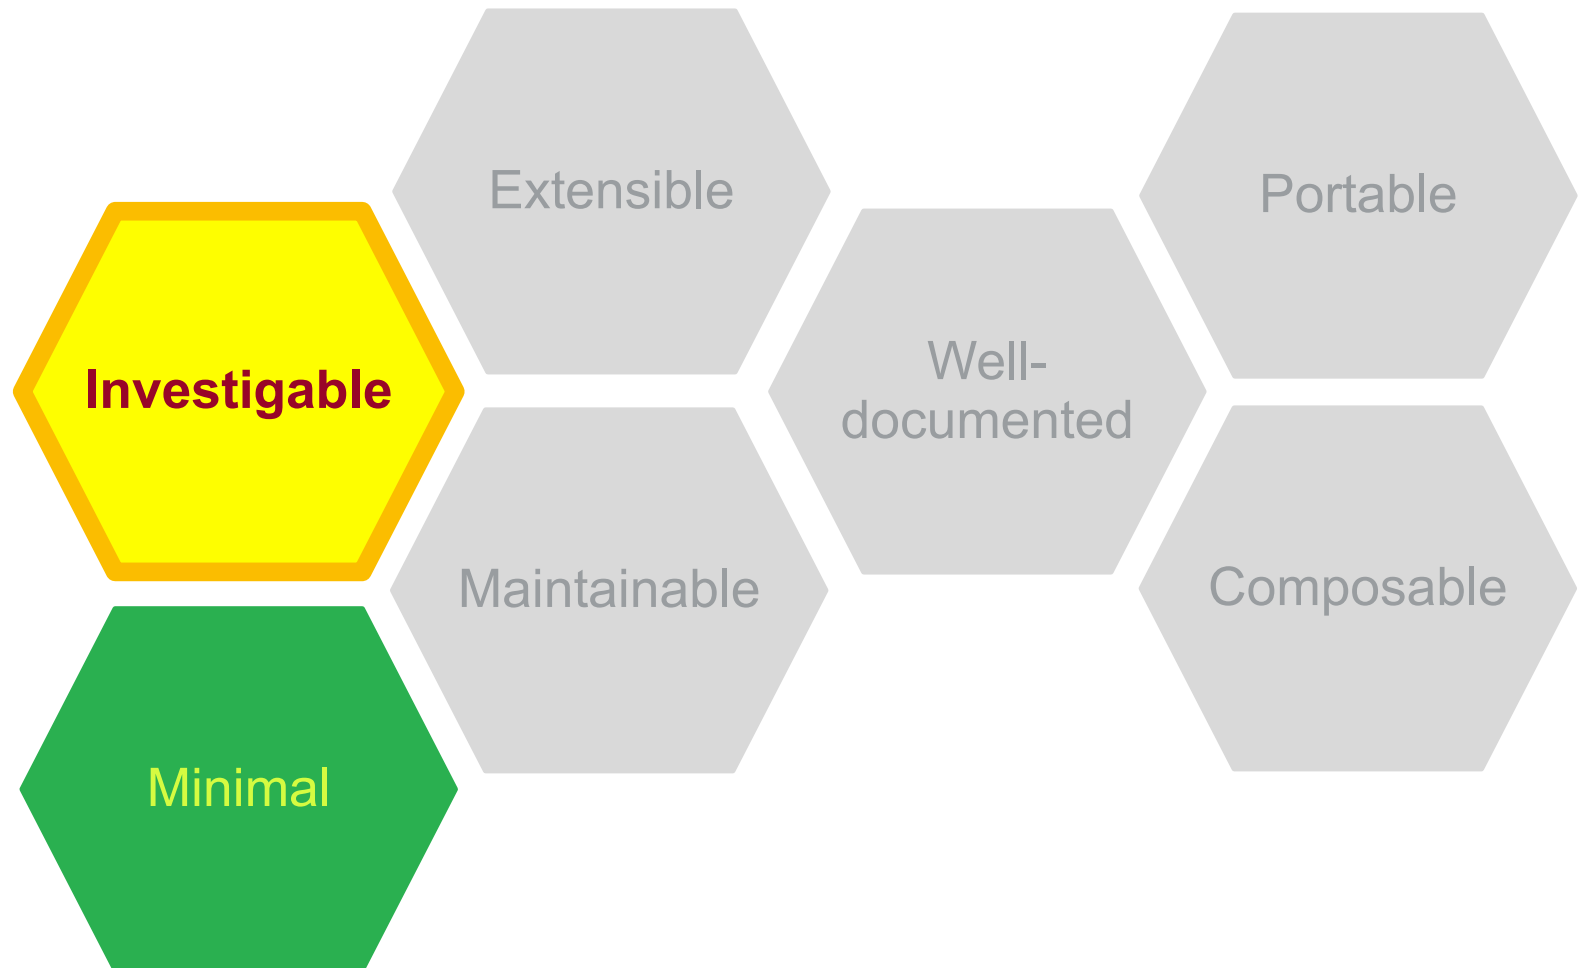 Extensible
Portable
Investigable
Well-
documented
Maintainable
Composable
Minimal